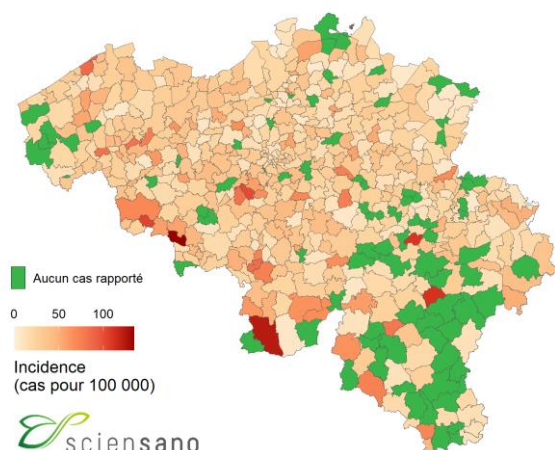 Aucun cas rapporté
0 50 100
Incidence
(cas pour 100 000)
sciensano